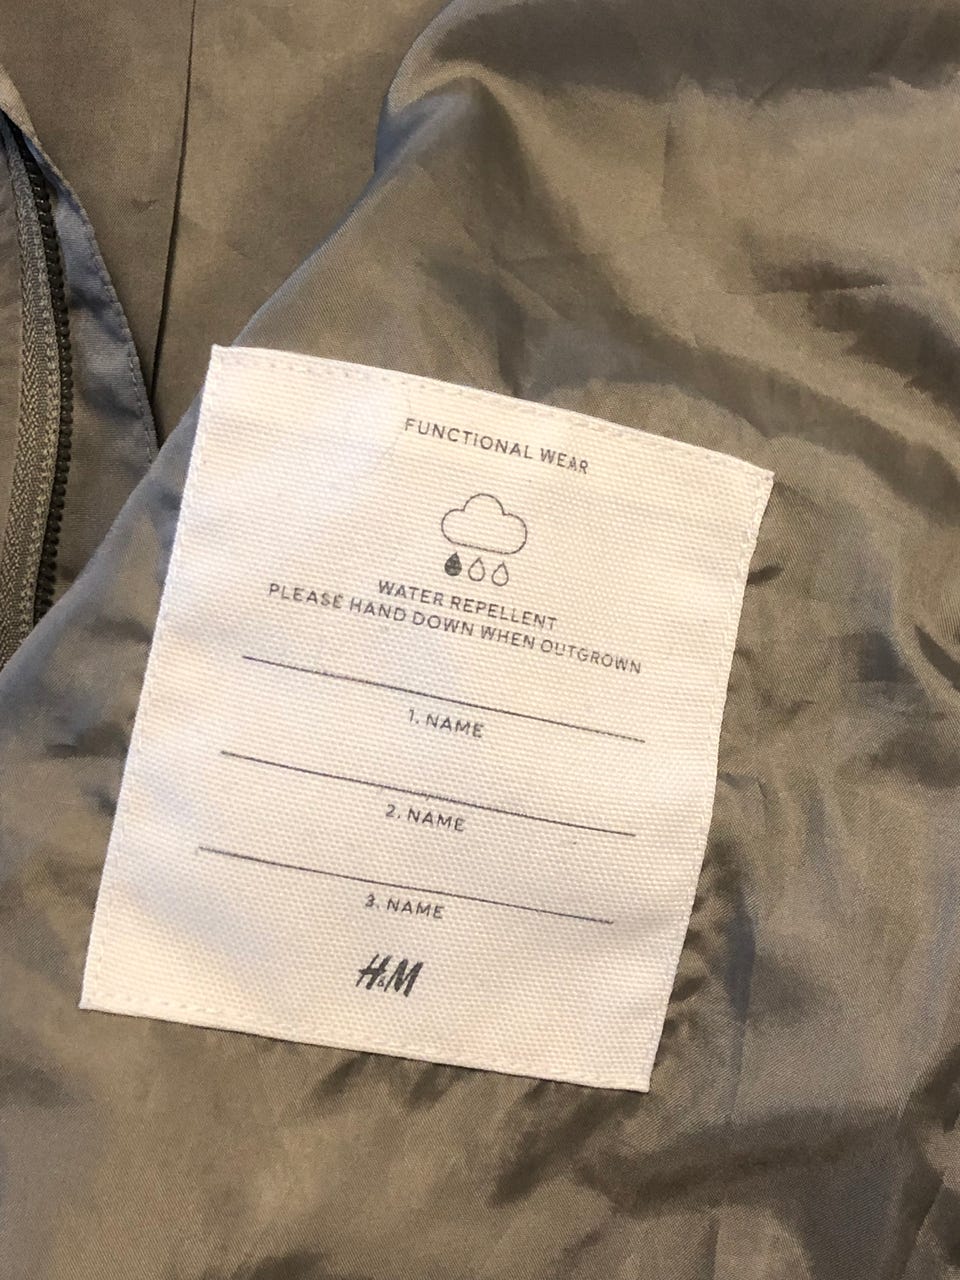 FUNCTIONAL WEAR
WATER REPELLENT
PLEASE HAND DOWN WHEN OUTGROWN
1. NAME
2. NAME
3. NAME
H&M